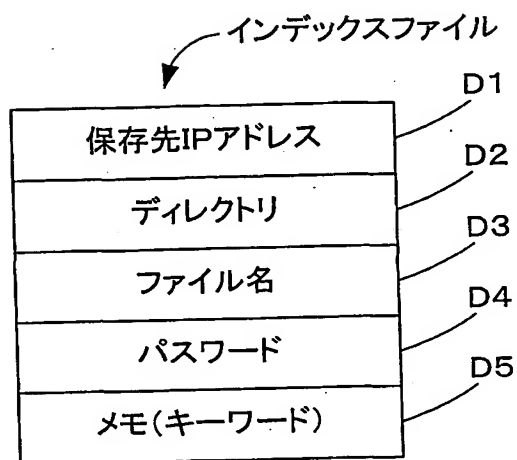 インデックスファイル
保存先IPアドレス D1
ディレクトリ D2
ファイル名 D3
パスワード D4
メモ(キーワード) D5